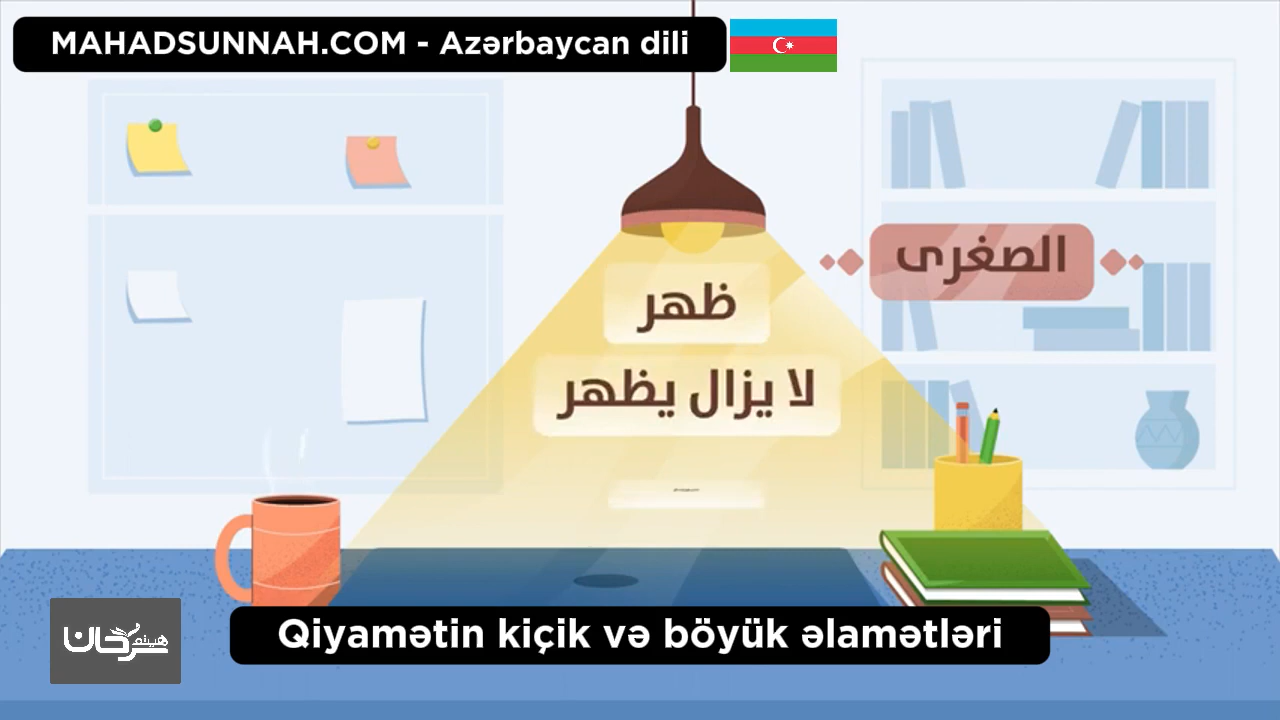 MAHADSUNNAH.COM - Azərbaycan dili
الصغرى
ظهر
لا يزال يظهر
Qiyamətin kiçik və böyük əlamətləri